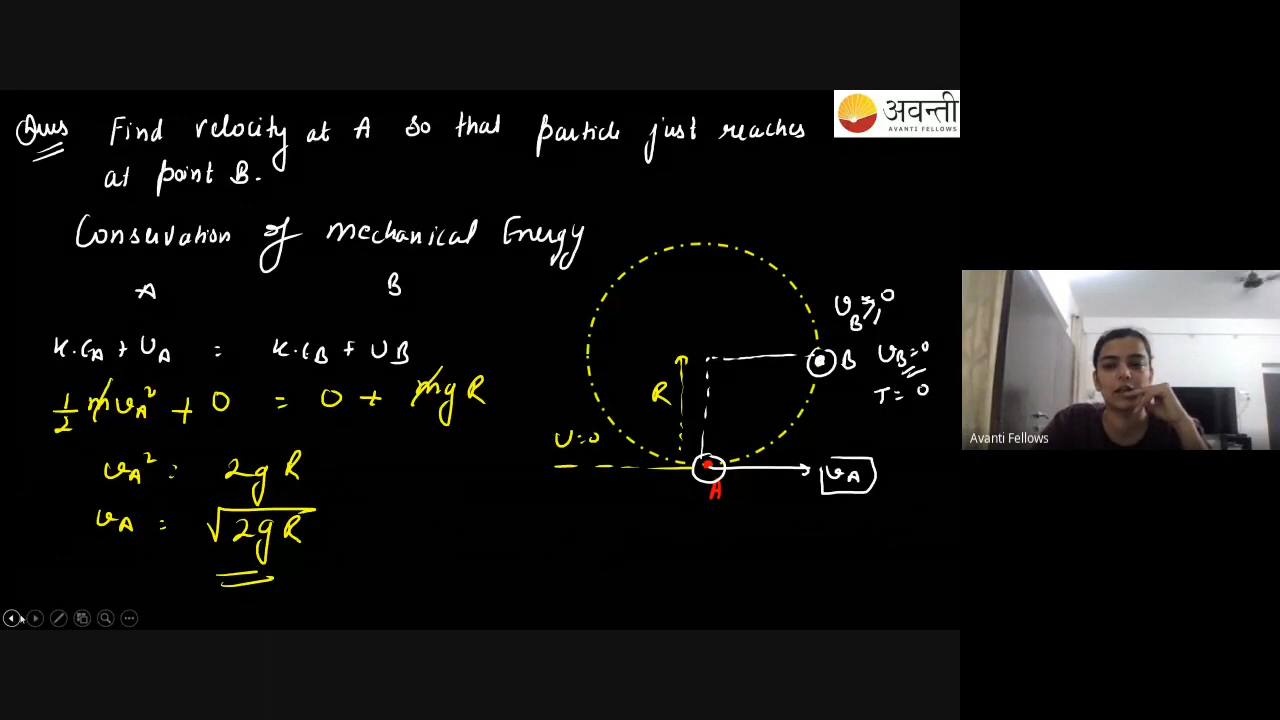 Ques Find velocity at A so that particle just reaches
at point B.
अवन्ती
AVANTI FELLOWS
Conservation of mechanical Energy
A B
K.EA + UA = K.EB + UB
1/2 mvA² + 0 = 0 + mgR
vA² = 2gR
vA = √2gR
vB ≥ 0
B vB = 0
T = 0
R
U=0
A
vA
Avanti Fellows